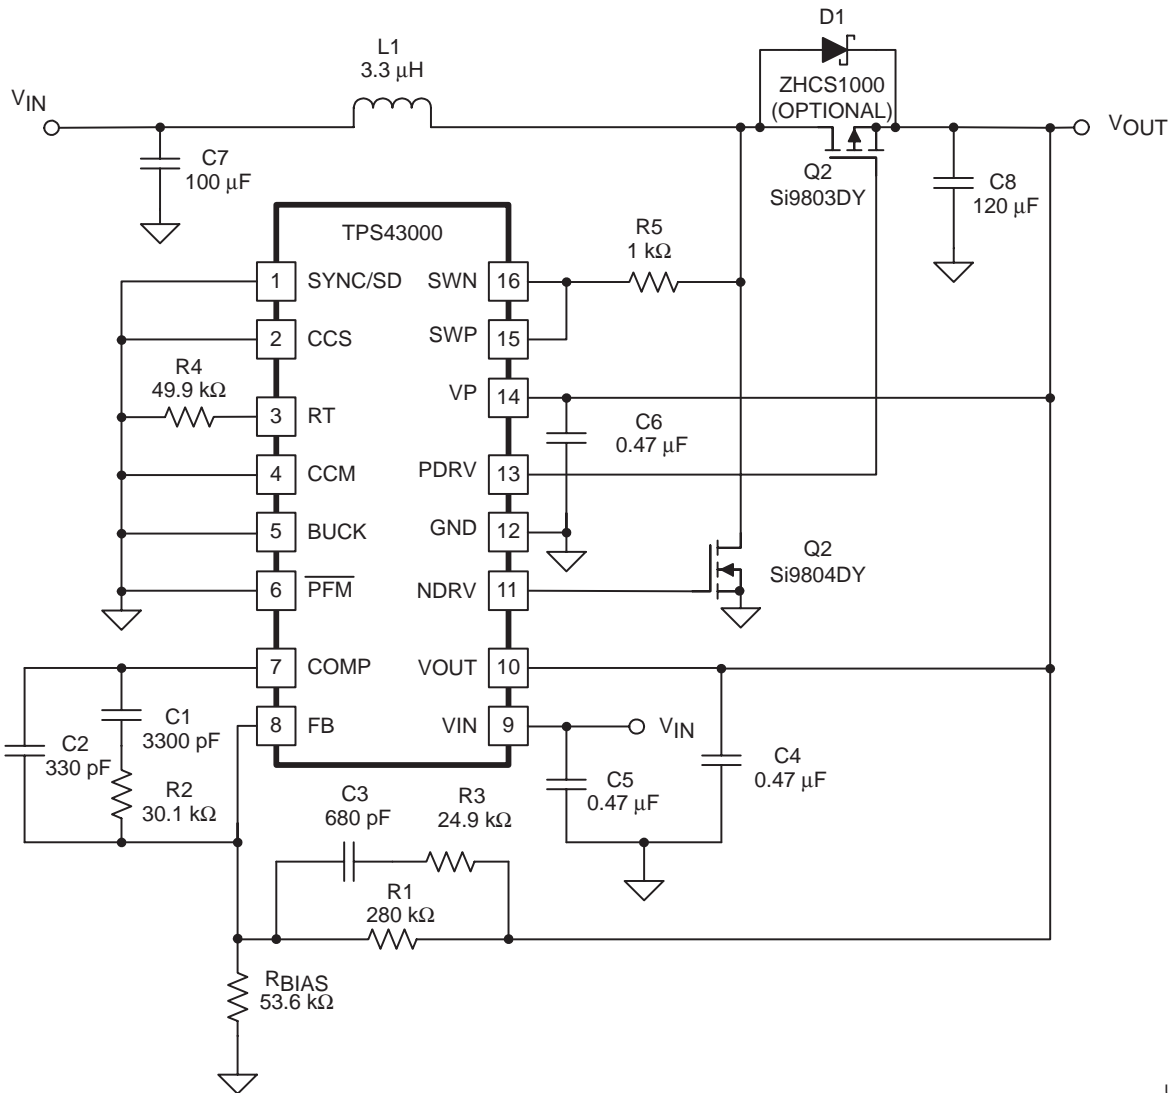 D1
L1
3.3 μH
ZHCS1000
(OPTIONAL)
VIN
VOUT
C7
100 μF
Q2
Si9803DY
C8
120 μF
TPS43000
R5
1 kΩ
1 SYNC/SD SWN 16
2 CCS SWP 15
R4
49.9 kΩ
VP 14
3 RT
C6
0.47 μF
4 CCM PDRV 13
5 BUCK GND 12
Q2
Si9804DY
6 PFM NDRV 11
7 COMP VOUT 10
C1
3300 pF
8 FB VIN 9
VIN
C2
330 pF
R2
30.1 kΩ
C5
0.47 μF
C4
0.47 μF
C3
680 pF
R3
24.9 kΩ
R1
280 kΩ
RBIAS
53.6 kΩ